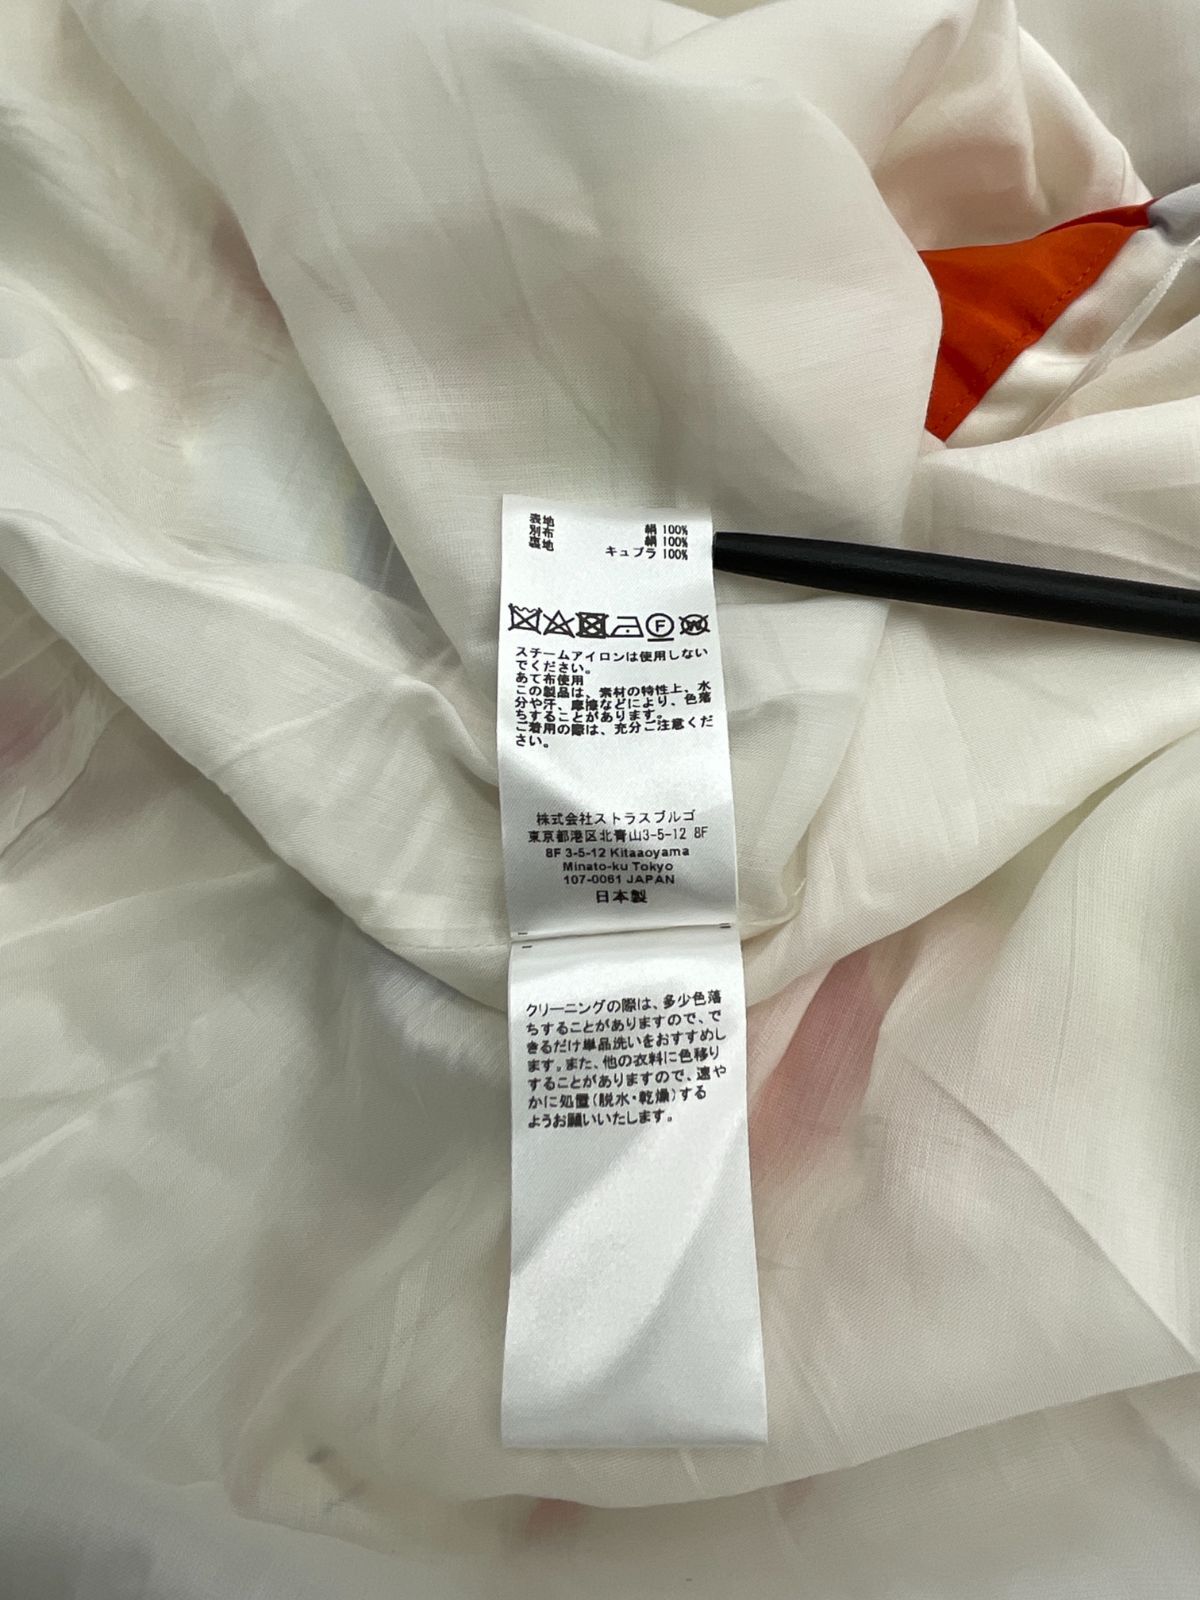 表地 絹 100%
別布 絹 100%
裏地 キュプラ 100%
F W
スチームアイロンは使用しない
でください。
あて布使用
この製品は、素材の特性上、水
分や汗、摩擦などにより、色落
ちすることがあります。
ご着用の際は、充分ご注意くだ
さい。
株式会社ストラスブルゴ
東京都港区北青山3-5-12 8F
8F 3-5-12 Kitaaoyama
Minato-ku Tokyo
107-0061 JAPAN
日本製
クリーニングの際は、多少色落
ちすることがありますので、で
きるだけ単品洗いをおすすめし
ます。また、他の衣料に色移り
することがありますので、速や
かに処置(脱水・乾燥)する
ようお願いいたします。